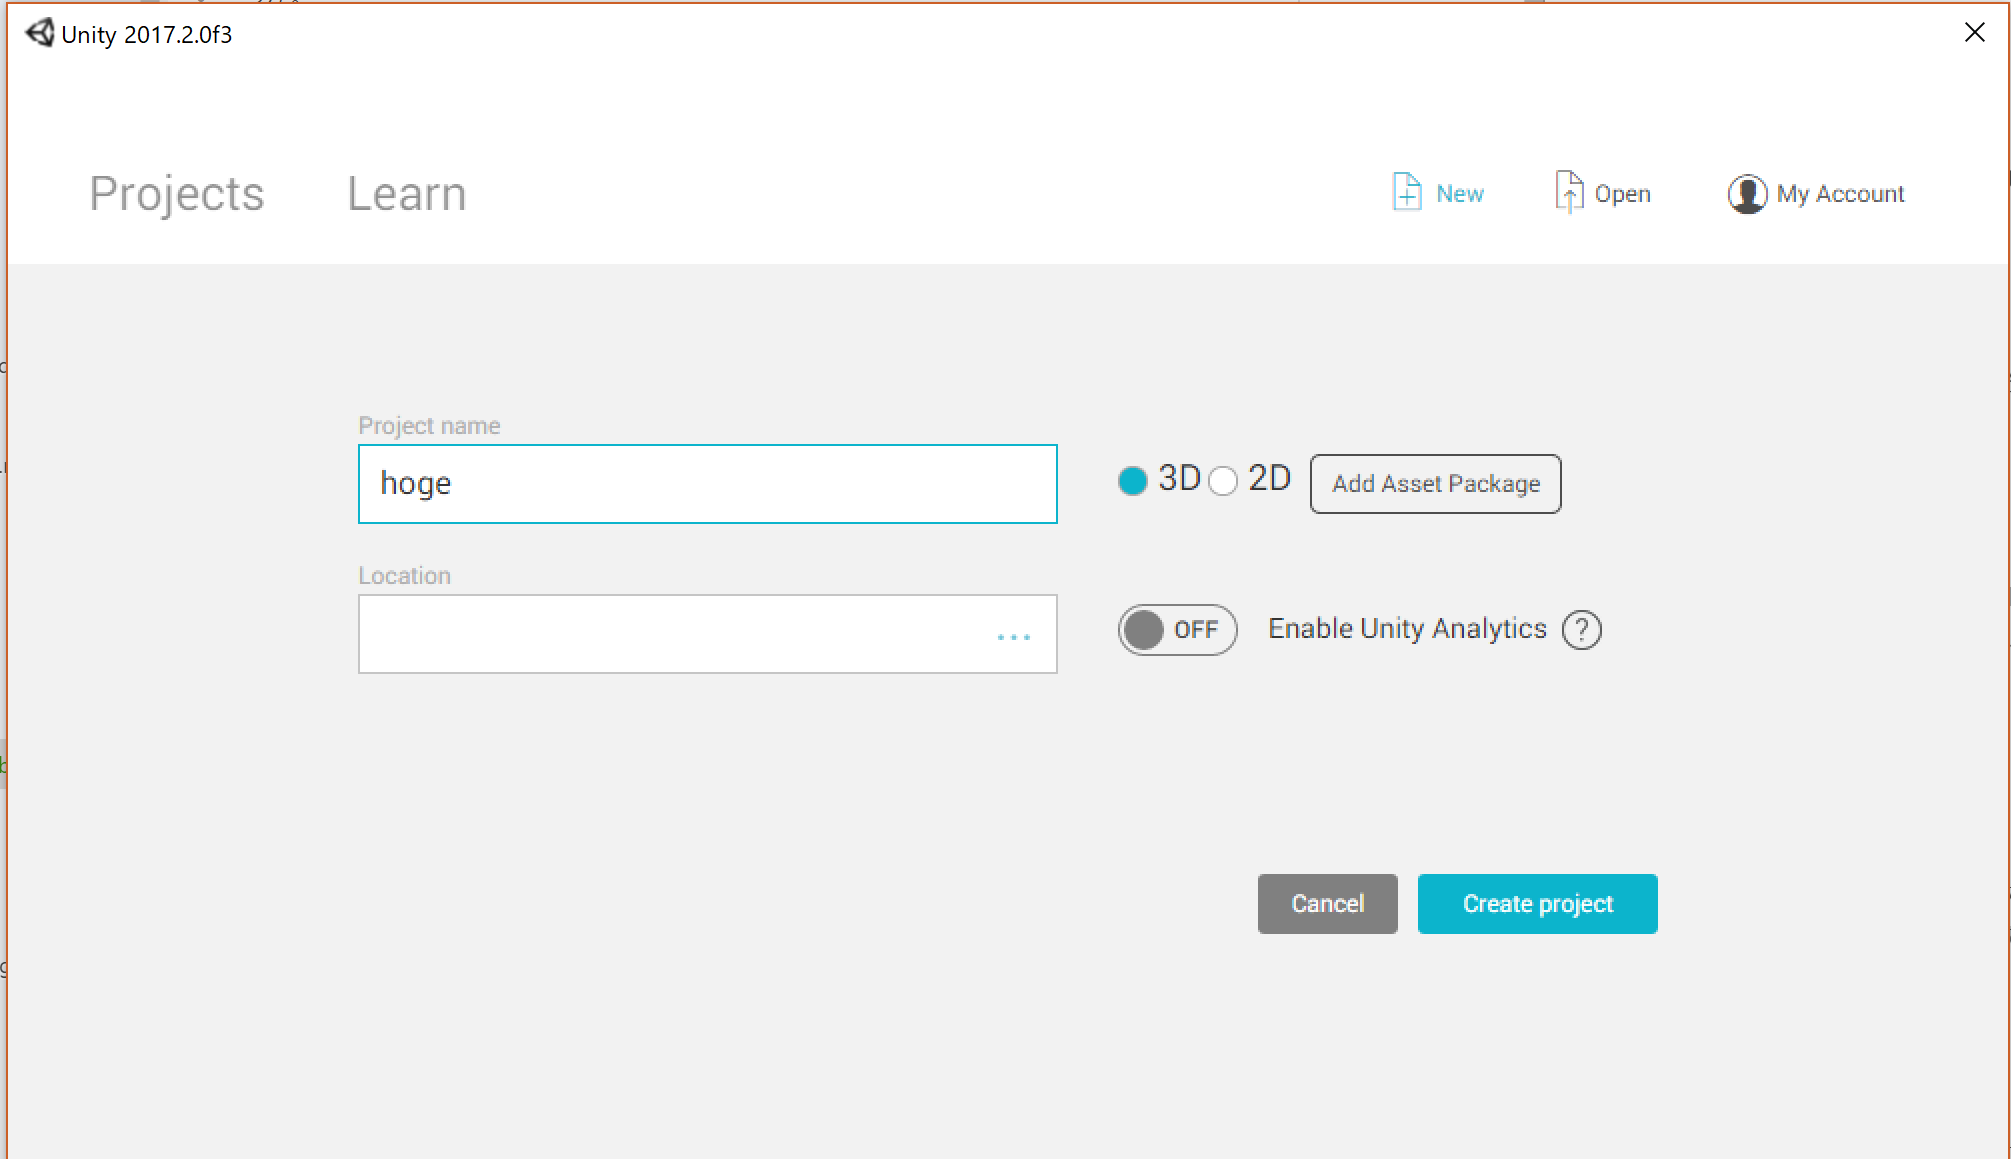 Unity 2017.2.0f3
Projects Learn New Open My Account
Project name
hoge
3D 2D Add Asset Package
Location
...
OFF Enable Unity Analytics ?
Cancel Create project